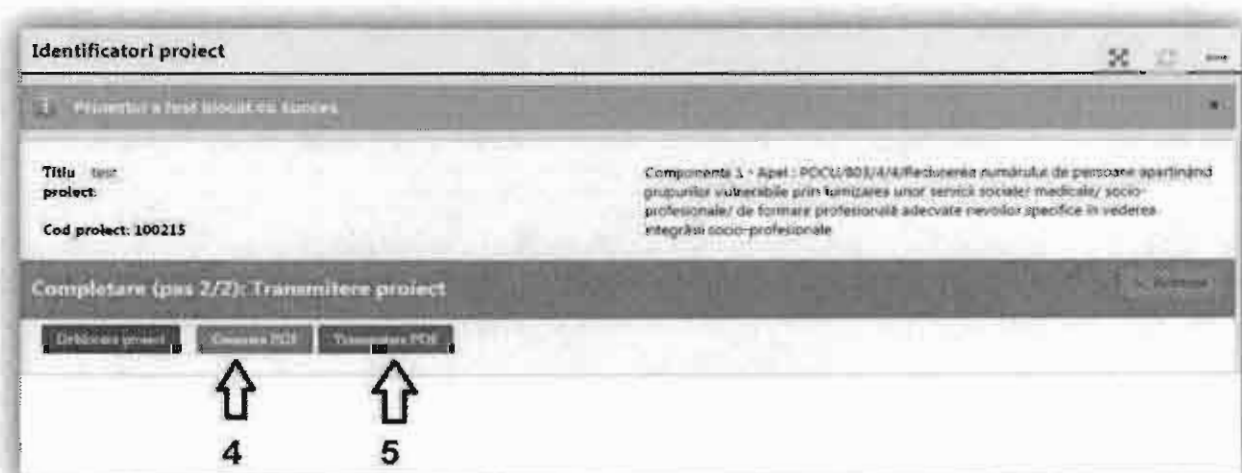 Identificatori proiect
Proiectul a fost blocat cu succes
Titlu test
proiect:
Cod proiect: 100215
Componenta 1 - Apel : POCU/803/4/4/Reducerea numărului de persoane aparținând
grupurilor vulnerabile prin furnizarea unor servicii sociale/ medicale/ socio-
profesionale/ de formare profesională adecvate nevoilor specifice în vederea
integrării socio-profesionale
Completare (pas 2/2): Transmitere proiect
Deblocare proiect Generare PDF Transmitere PDF
4 5